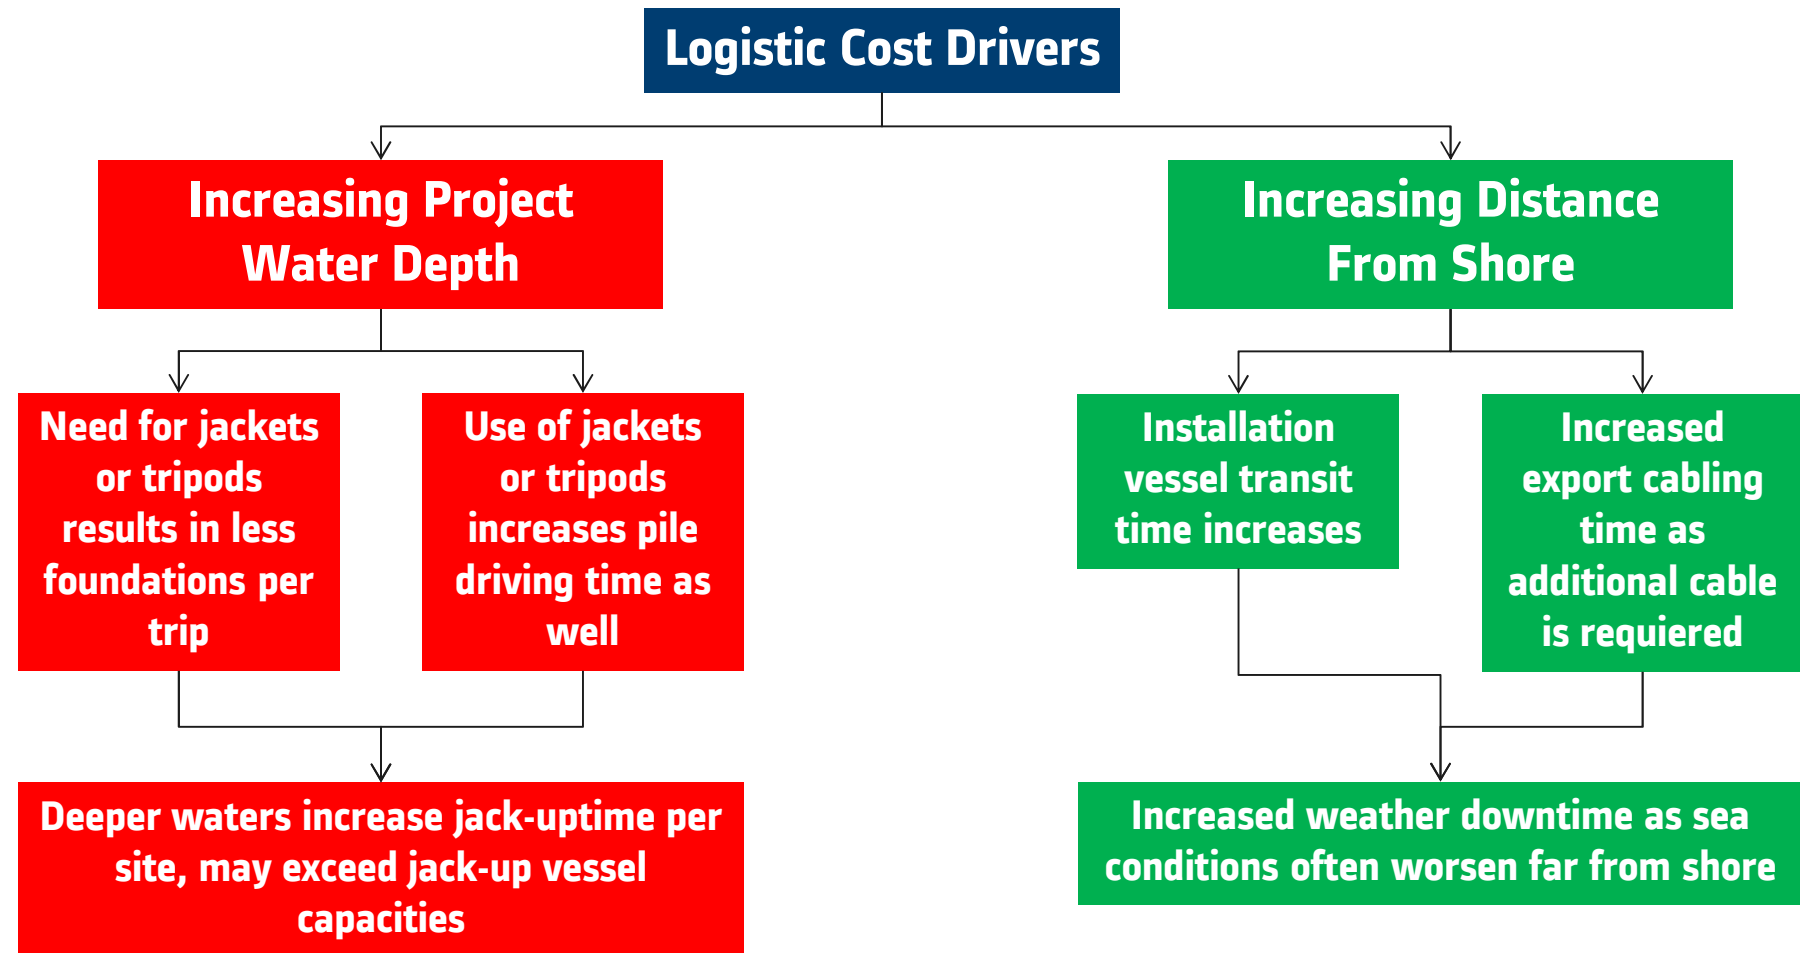 Logistic Cost Drivers
Increasing Project
Water Depth
Increasing Distance
From Shore
Need for jackets
or tripods
results in less
foundations per
trip
Use of jackets
or tripods
increases pile
driving time as
well
Installation
vessel transit
time increases
Increased
export cabling
time as
additional cable
is requiered
Deeper waters increase jack-uptime per
site, may exceed jack-up vessel
capacities
Increased weather downtime as sea
conditions often worsen far from shore